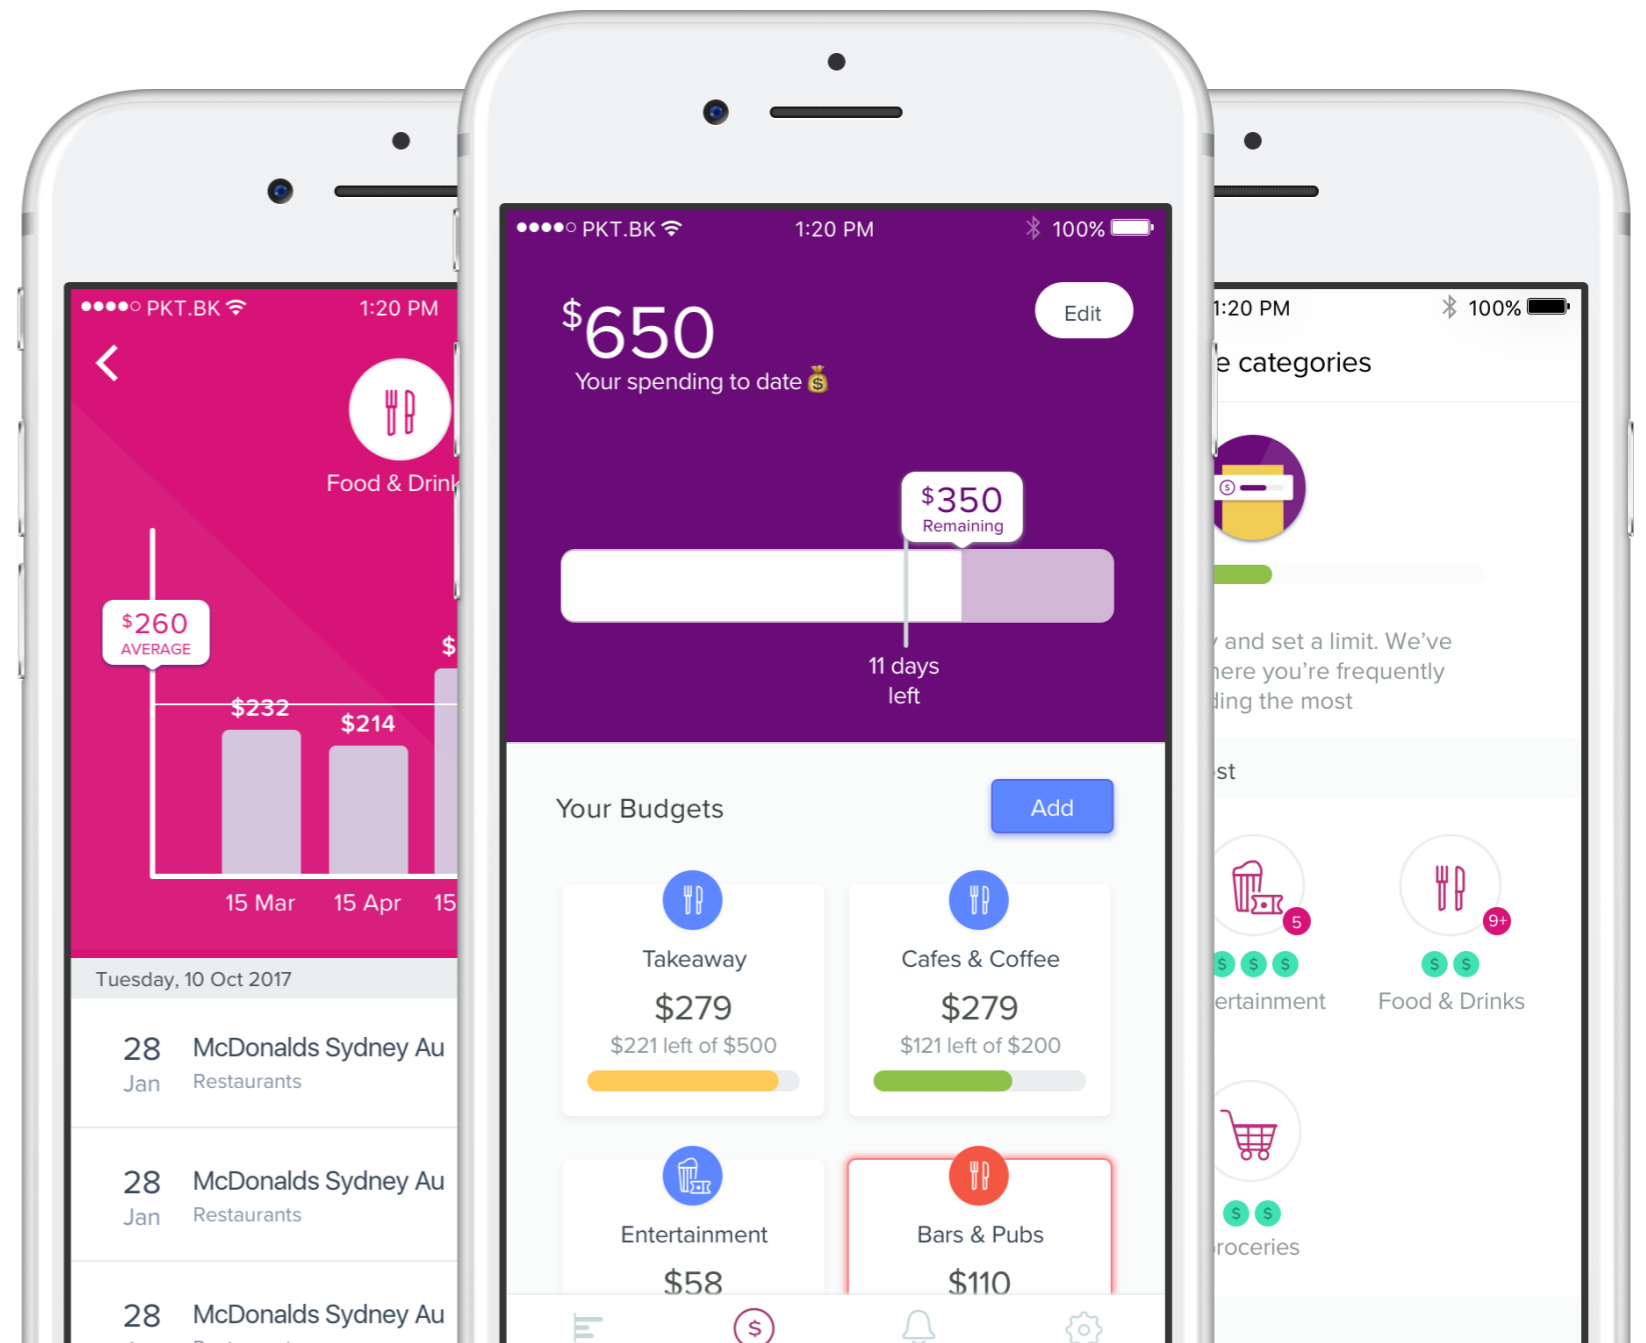 PKT.BK
1:20 PM
Food & Drink
$260
AVERAGE
$232
$214
$
15 Mar
15 Apr
15
Tuesday, 10 Oct 2017
28
Jan
McDonalds Sydney Au
Restaurants
28
Jan
McDonalds Sydney Au
Restaurants
28
McDonalds Sydney Au
PKT.BK
1:20 PM
100%
$650
Edit
Your spending to date
$350
Remaining
11 days
left
Your Budgets
Add
Takeaway
$279
$221 left of $500
Cafes & Coffee
$279
$121 left of $200
Entertainment
$58
Bars & Pubs
$110
$
1:20 PM
100%
e categories
$
and set a limit. We've
here you're frequently
ding the most
st
5
9+
$ $ $
$ $
ertainment
Food & Drinks
$ $
roceries